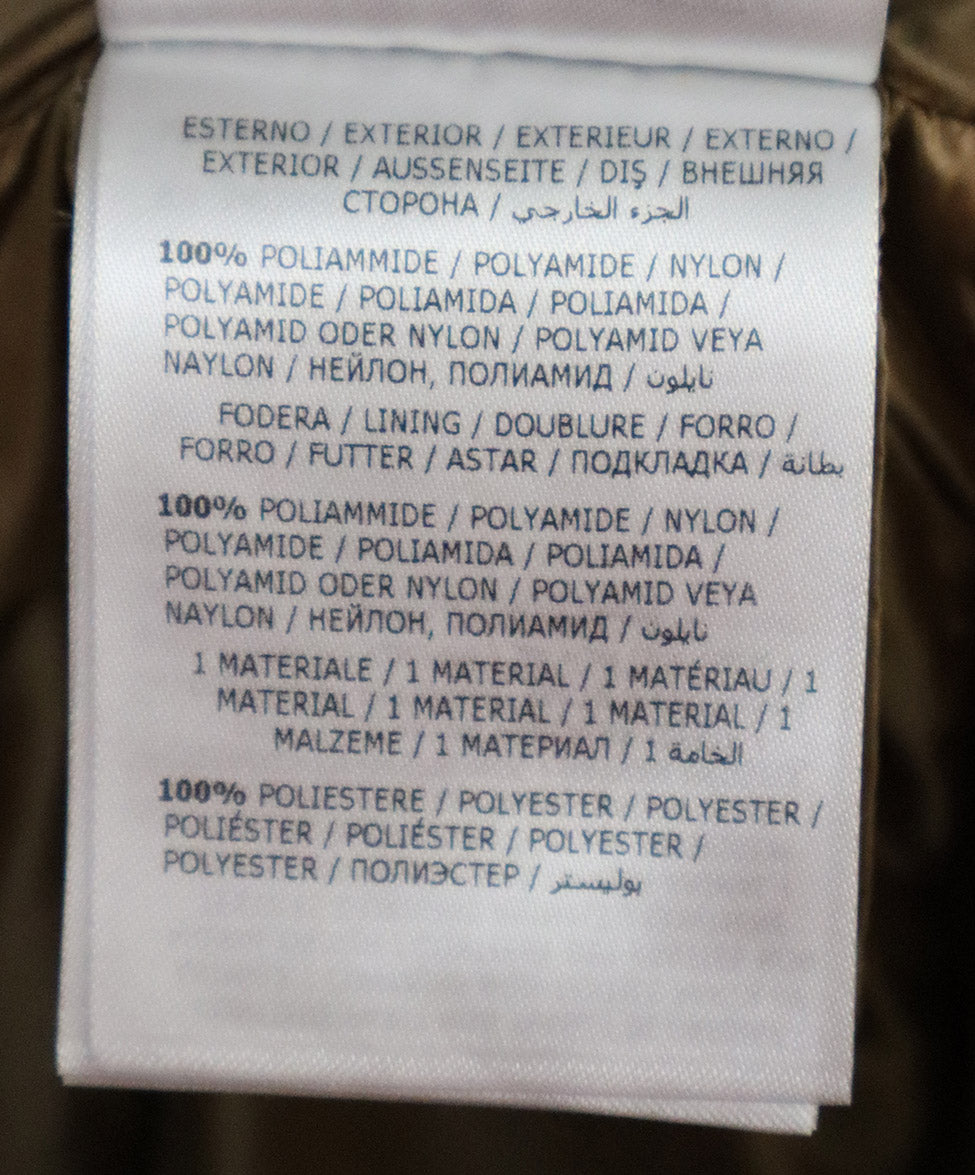 ESTERNO / EXTERIOR / EXTERIEUR / EXTERNO /
EXTERIOR / AUSSENSEITE / DIŞ / ВНЕШНЯЯ
СТОРОНА / الجزء الخارجي
100% POLIAMMIDE / POLYAMIDE / NYLON /
POLYAMIDE / POLIAMIDA / POLIAMIDA /
POLYAMID ODER NYLON / POLYAMID VEYA
NAYLON / НЕЙЛОН, ПОЛИАМИД / نايلون
FODERA / LINING / DOUBLURE / FORRO /
FORRO / FUTTER / ASTAR / ПОДКЛАДКА / بطانة
100% POLIAMMIDE / POLYAMIDE / NYLON /
POLYAMIDE / POLIAMIDA / POLIAMIDA /
POLYAMID ODER NYLON / POLYAMID VEYA
NAYLON / НЕЙЛОН, ПОЛИАМИД / نايلون
1 MATERIALE / 1 MATERIAL / 1 MATÉRIAU / 1
MATERIAL / 1 MATERIAL / 1 MATERIAL / 1
MALZEME / 1 МАТЕРИАЛ / 1 الخامة
100% POLIESTERE / POLYESTER / POLYESTER /
POLIÉSTER / POLIÉSTER / POLYESTER /
POLYESTER / ПОЛИЭСТЕР / بوليستر